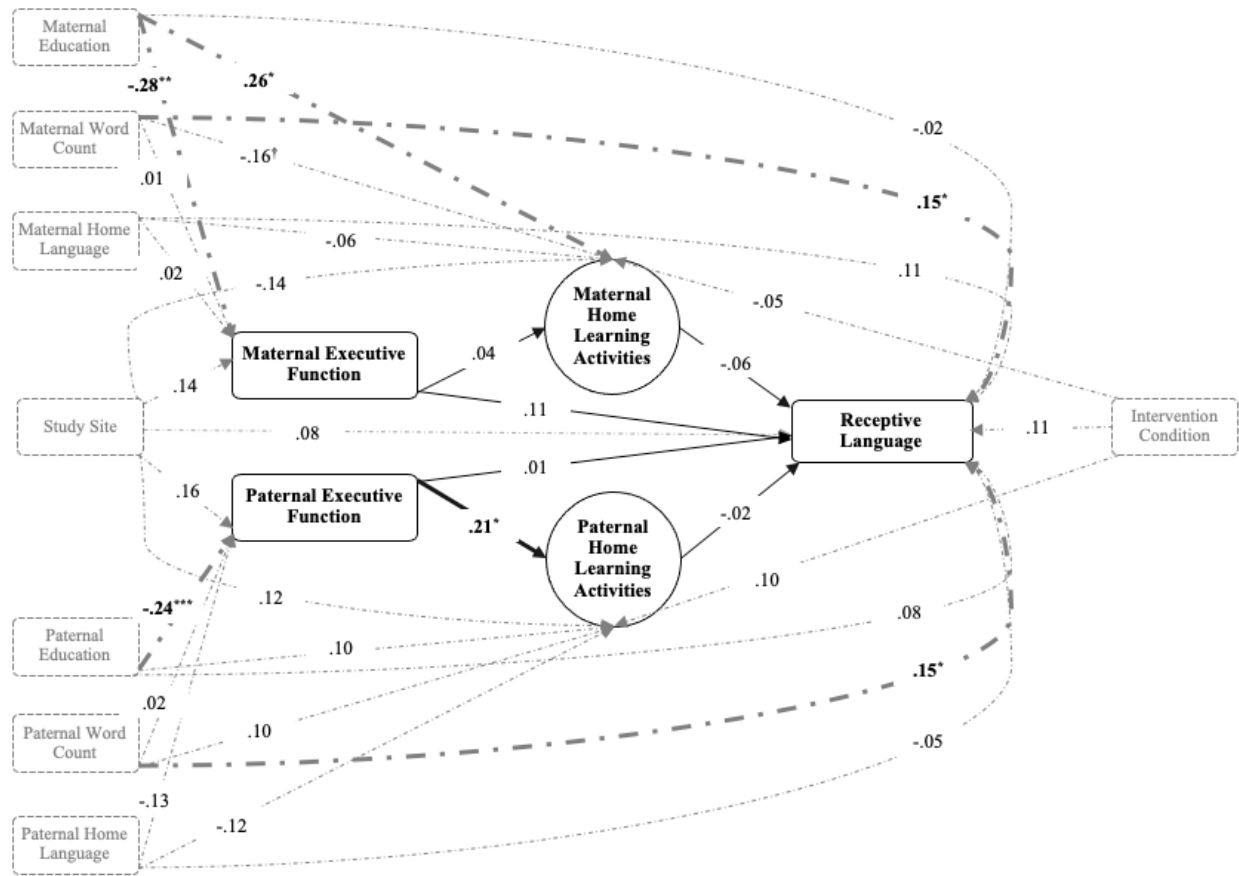 Maternal
Education
-.28**
.26*
-.02
Maternal Word
Count
-.16†
.01
.15*
Maternal Home
Language
-.06
.02
-.14
.11
-.05
Maternal
Home
Learning
Activities
Maternal Executive
Function
.04
-.06
.14
.11
Study Site
.08
Receptive
Language
.11
Intervention
Condition
.01
.16
Paternal Executive
Function
.21*
-.02
Paternal
Home
Learning
Activities
.10
-.24***
.12
.08
Paternal
Education
.10
.15*
.02
Paternal Word
Count
.10
-.05
-.13
-.12
Paternal Home
Language